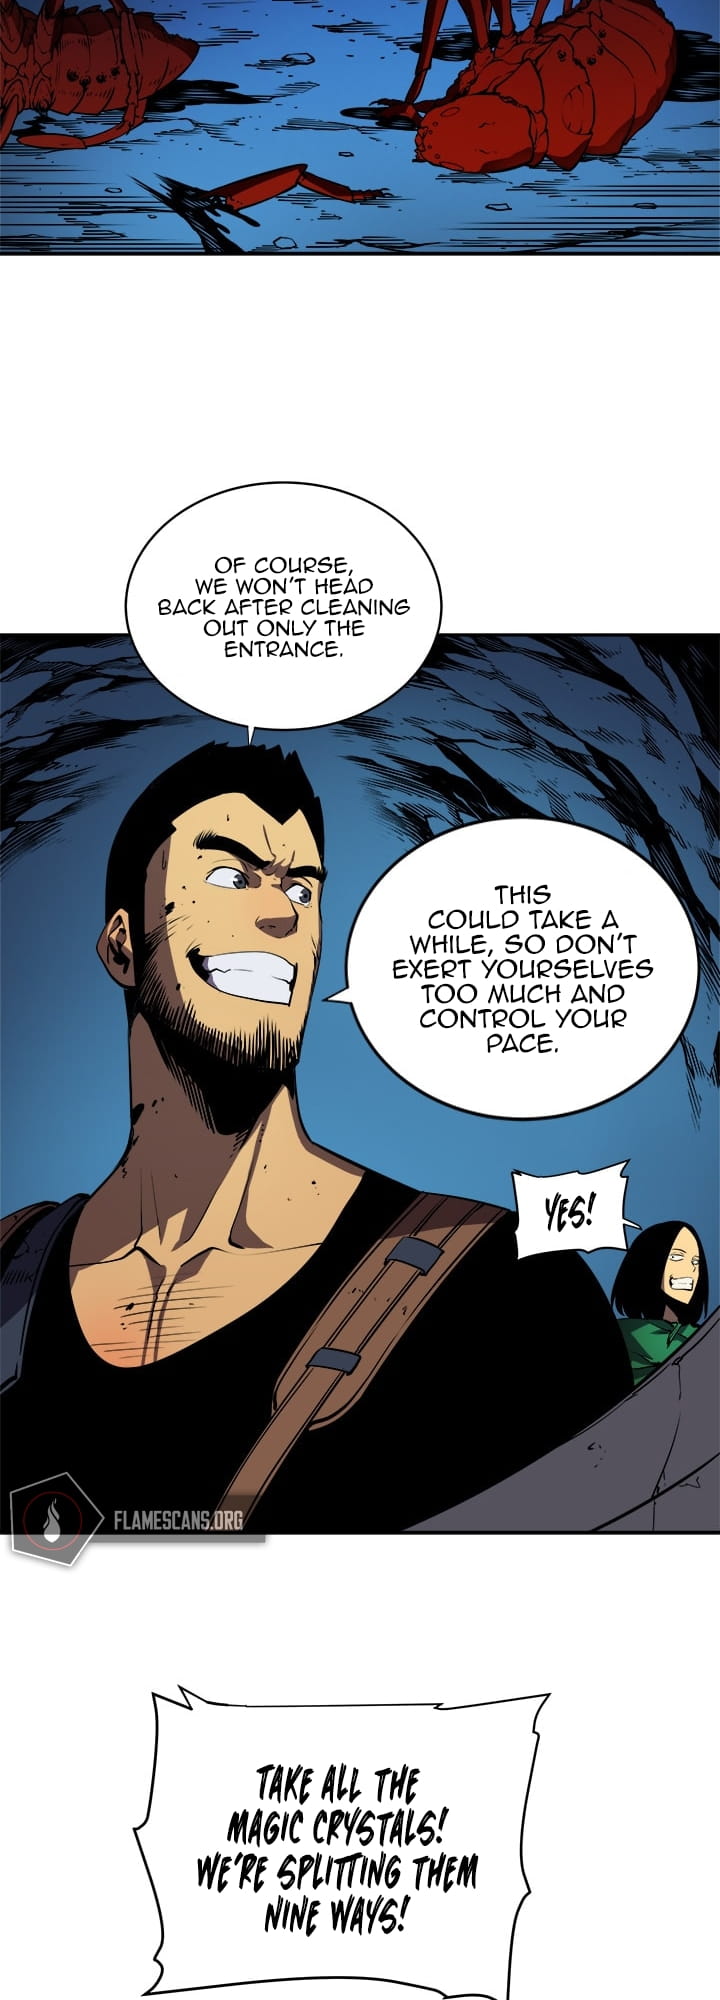 OF COURSE,
WE WON'T HEAD
BACK AFTER CLEANING
OUT ONLY THE
ENTRANCE.
THIS
COULD TAKE A
WHILE, SO DON'T
EXERT YOURSELVES
TOO MUCH AND
CONTROL YOUR
PACE.
YES!
FLAMESCANS.ORG
TAKE ALL THE
MAGIC CRYSTALS!
WE'RE SPLITTING THEM
NINE WAYS!